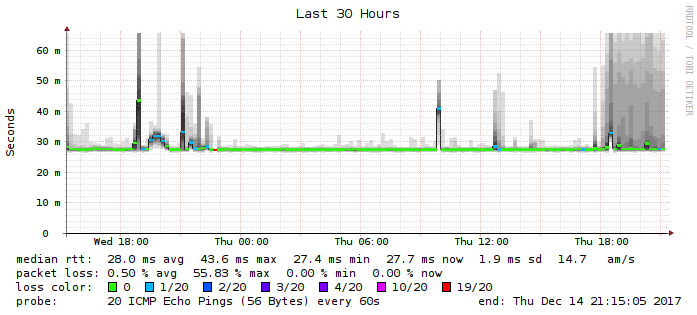 Last 30 Hours
RRDTOOL / TOBI OETIKER
Seconds
60 m
50 m
40 m
30 m
20 m
10 m
0
Wed 18:00 Thu 00:00 Thu 06:00 Thu 12:00 Thu 18:00
median rtt: 28.0 ms avg 43.6 ms max 27.4 ms min 27.7 ms now 1.9 ms sd 14.7 am/s
packet loss: 0.50 % avg 55.83 % max 0.00 % min 0.00 % now
loss color: 0 1/20 2/20 3/20 4/20 10/20 19/20
probe: 20 ICMP Echo Pings (56 Bytes) every 60s end: Thu Dec 14 21:15:05 2017